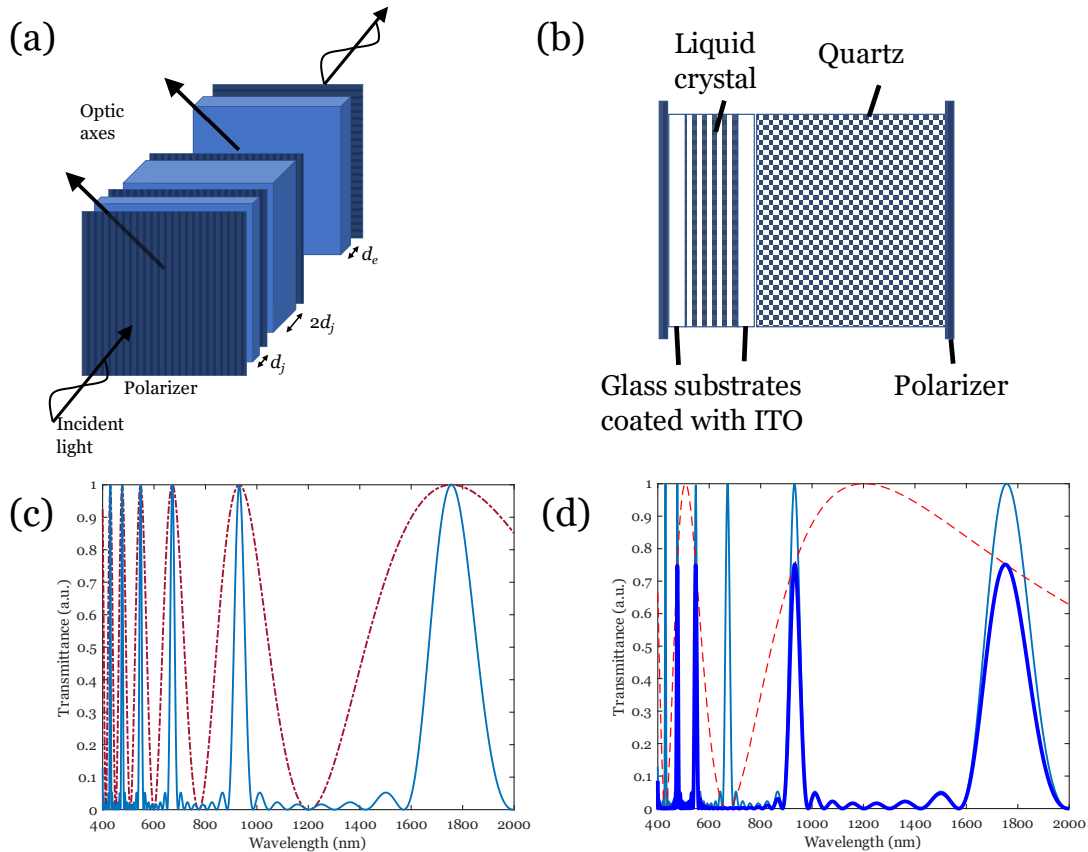 (a)
Optic
axes
d_e
2d_j
d_j
Polarizer
Incident
light
(b)
Liquid
crystal
Quartz
Glass substrates
coated with ITO
Polarizer
(c)
1
0.9
0.8
0.7
0.6
0.5
0.4
0.3
0.2
0.1
0
Transmittance (a.u.)
400 600 800 1000 1200 1400 1600 1800 2000
Wavelength (nm)
(d)
1
0.9
0.8
0.7
0.6
0.5
0.4
0.3
0.2
0.1
0
Transmittance (a.u.)
400 600 800 1000 1200 1400 1600 1800 2000
Wavelength (nm)